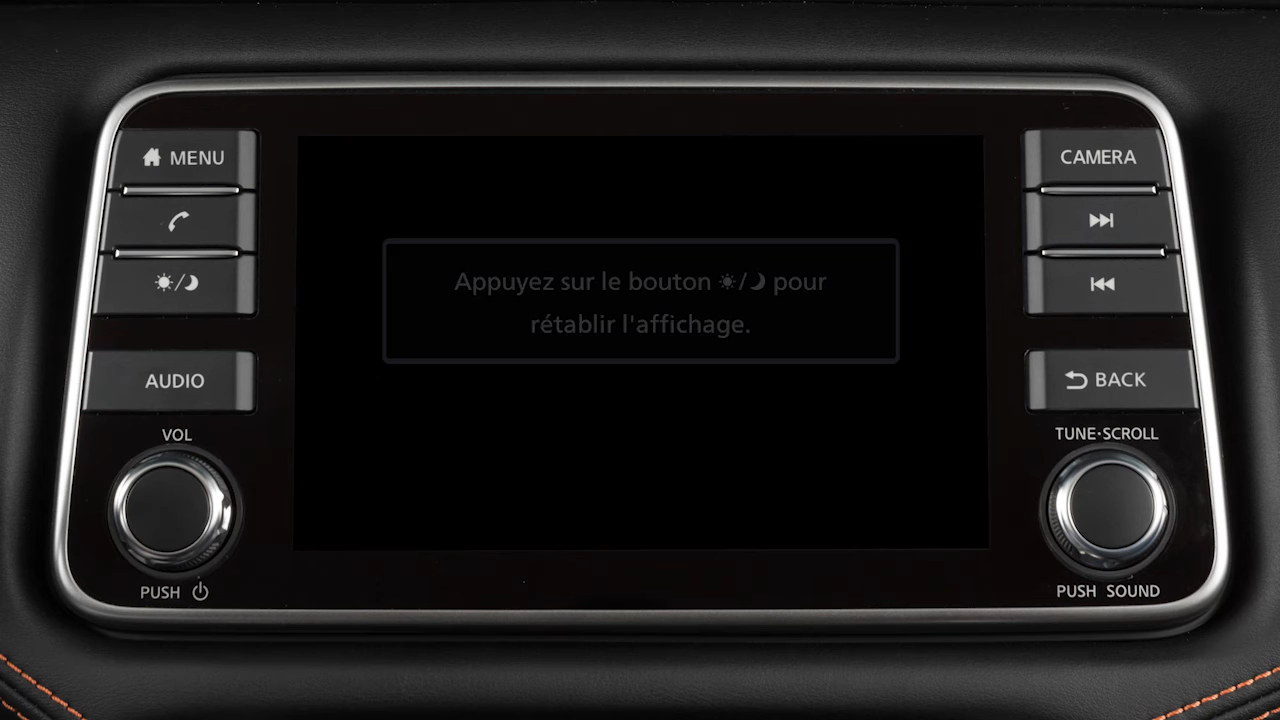 MENU
CAMERA
Appuyez sur le bouton ☀/☾ pour
rétablir l'affichage.
AUDIO
BACK
VOL
TUNE·SCROLL
PUSH
PUSH SOUND